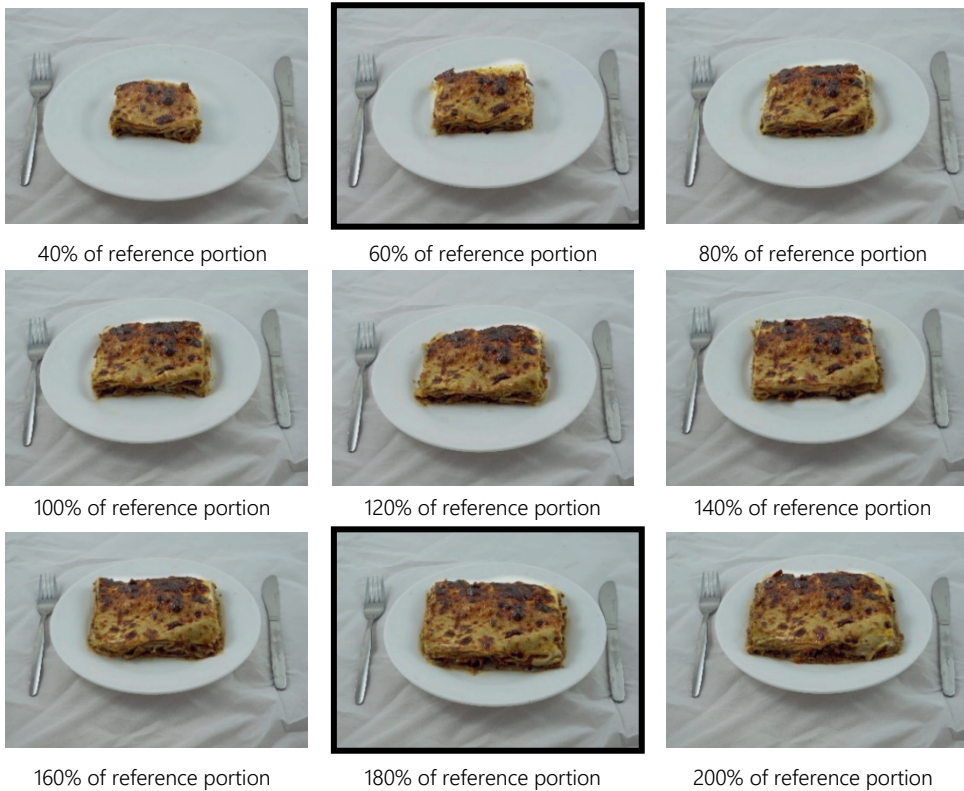 40% of reference portion
60% of reference portion
80% of reference portion
100% of reference portion
120% of reference portion
140% of reference portion
160% of reference portion
180% of reference portion
200% of reference portion